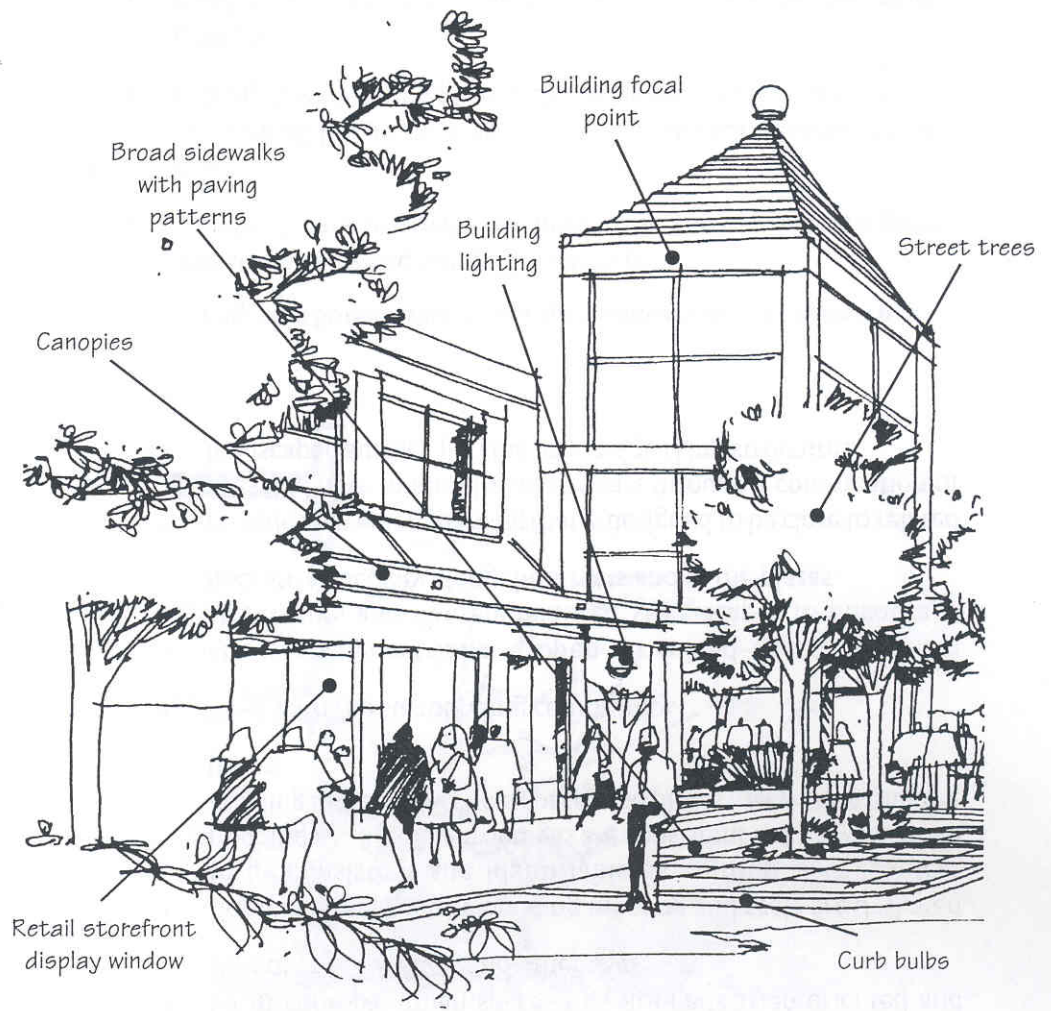 Building focal
point
Broad sidewalks
with paving
patterns
Building
lighting
Street trees
Canopies
Retail storefront
display window
Curb bulbs